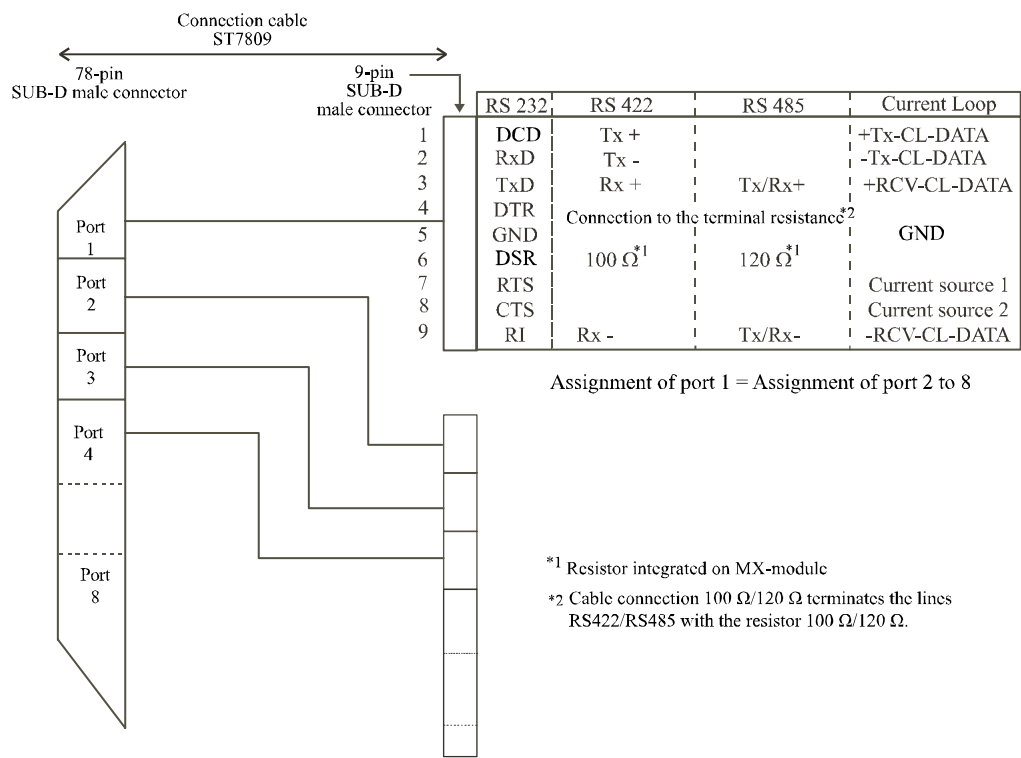 Connection cable
ST7809
78-pin
SUB-D male connector
9-pin
SUB-D
male connector
RS 232 RS 422 RS 485 Current Loop
1 DCD Tx + +Tx-CL-DATA
2 RxD Tx - -Tx-CL-DATA
3 TxD Rx + Tx/Rx+ +RCV-CL-DATA
4 DTR Connection to the terminal resistance*2
5 GND GND
6 DSR 100 Ω*1 120 Ω*1
7 RTS Current source 1
8 CTS Current source 2
9 RI Rx - Tx/Rx- -RCV-CL-DATA
Assignment of port 1 = Assignment of port 2 to 8
Port
1
Port
2
Port
3
Port
4
Port
8
*1 Resistor integrated on MX-module
*2 Cable connection 100 Ω/120 Ω terminates the lines
RS422/RS485 with the resistor 100 Ω/120 Ω.